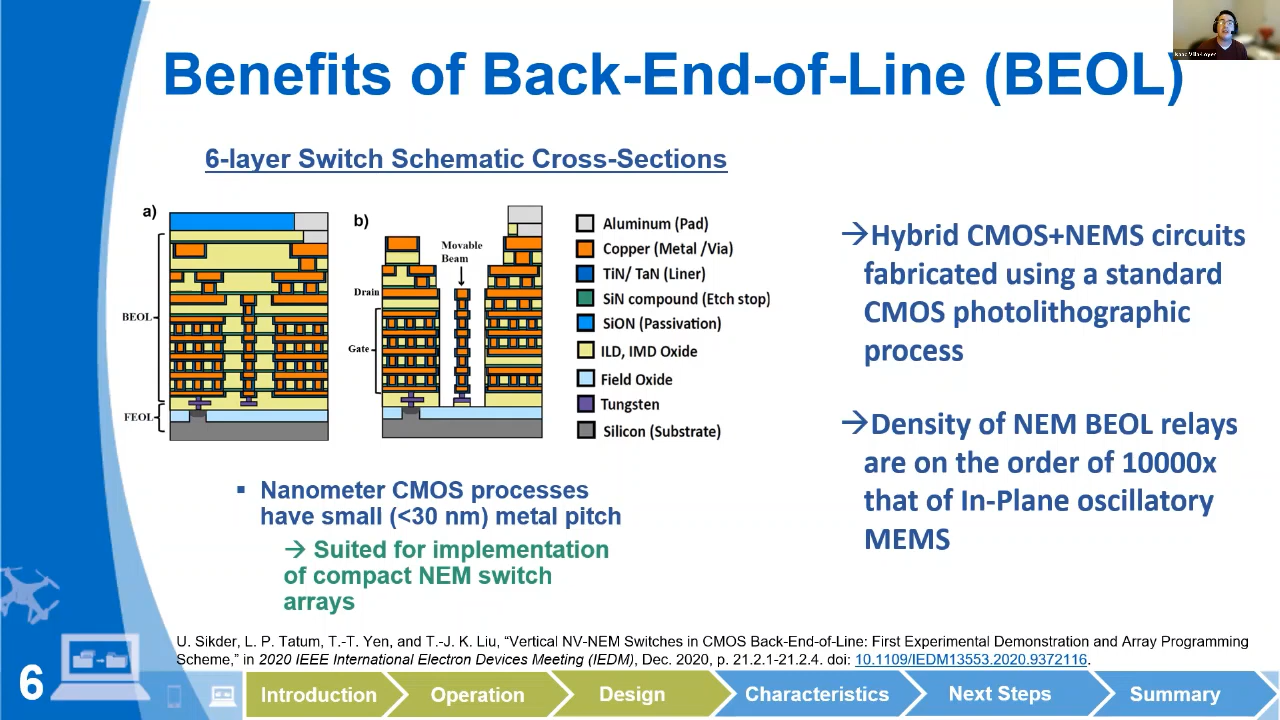 Benefits of Back-End-of-Line (BEOL)
6-layer Switch Schematic Cross-Sections
a)
BEOL
FEOL
b)
Movable
Beam
Drain
Gate
Aluminum (Pad)
Copper (Metal /Via)
TiN/ TaN (Liner)
SiN compound (Etch stop)
SiON (Passivation)
ILD, IMD Oxide
Field Oxide
Tungsten
Silicon (Substrate)
▪ Nanometer CMOS processes
have small (<30 nm) metal pitch
→ Suited for implementation
of compact NEM switch
arrays
→Hybrid CMOS+NEMS circuits
fabricated using a standard
CMOS photolithographic
process
→Density of NEM BEOL relays
are on the order of 10000x
that of In-Plane oscillatory
MEMS
U. Sikder, L. P. Tatum, T.-T. Yen, and T.-J. K. Liu, “Vertical NV-NEM Switches in CMOS Back-End-of-Line: First Experimental Demonstration and Array Programming
Scheme,” in 2020 IEEE International Electron Devices Meeting (IEDM), Dec. 2020, p. 21.2.1-21.2.4. doi: 10.1109/IEDM13553.2020.9372116.
6
Introduction
Operation
Design
Characteristics
Next Steps
Summary